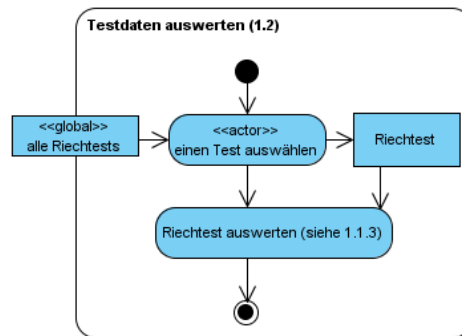 Testdaten auswerten (1.2)
<<global>>
alle Riechtests
<<actor>>
einen Test auswählen
Riechtest
Riechtest auswerten (siehe 1.1.3)